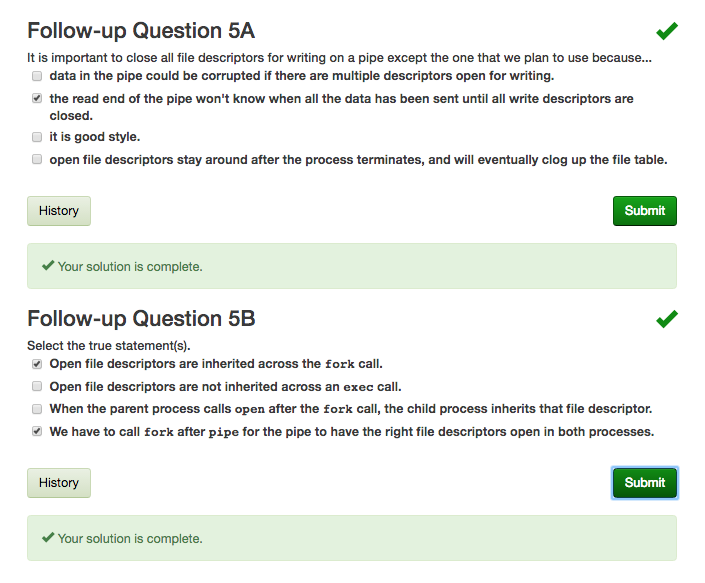 Follow-up Question 5A
It is important to close all file descriptors for writing on a pipe except the one that we plan to use because...
data in the pipe could be corrupted if there are multiple descriptors open for writing.
the read end of the pipe won't know when all the data has been sent until all write descriptors are
closed.
it is good style.
open file descriptors stay around after the process terminates, and will eventually clog up the file table.
History
Submit
Your solution is complete.
Follow-up Question 5B
Select the true statement(s).
Open file descriptors are inherited across the fork call.
Open file descriptors are not inherited across an exec call.
When the parent process calls open after the fork call, the child process inherits that file descriptor.
We have to call fork after pipe for the pipe to have the right file descriptors open in both processes.
History
Submit
Your solution is complete.